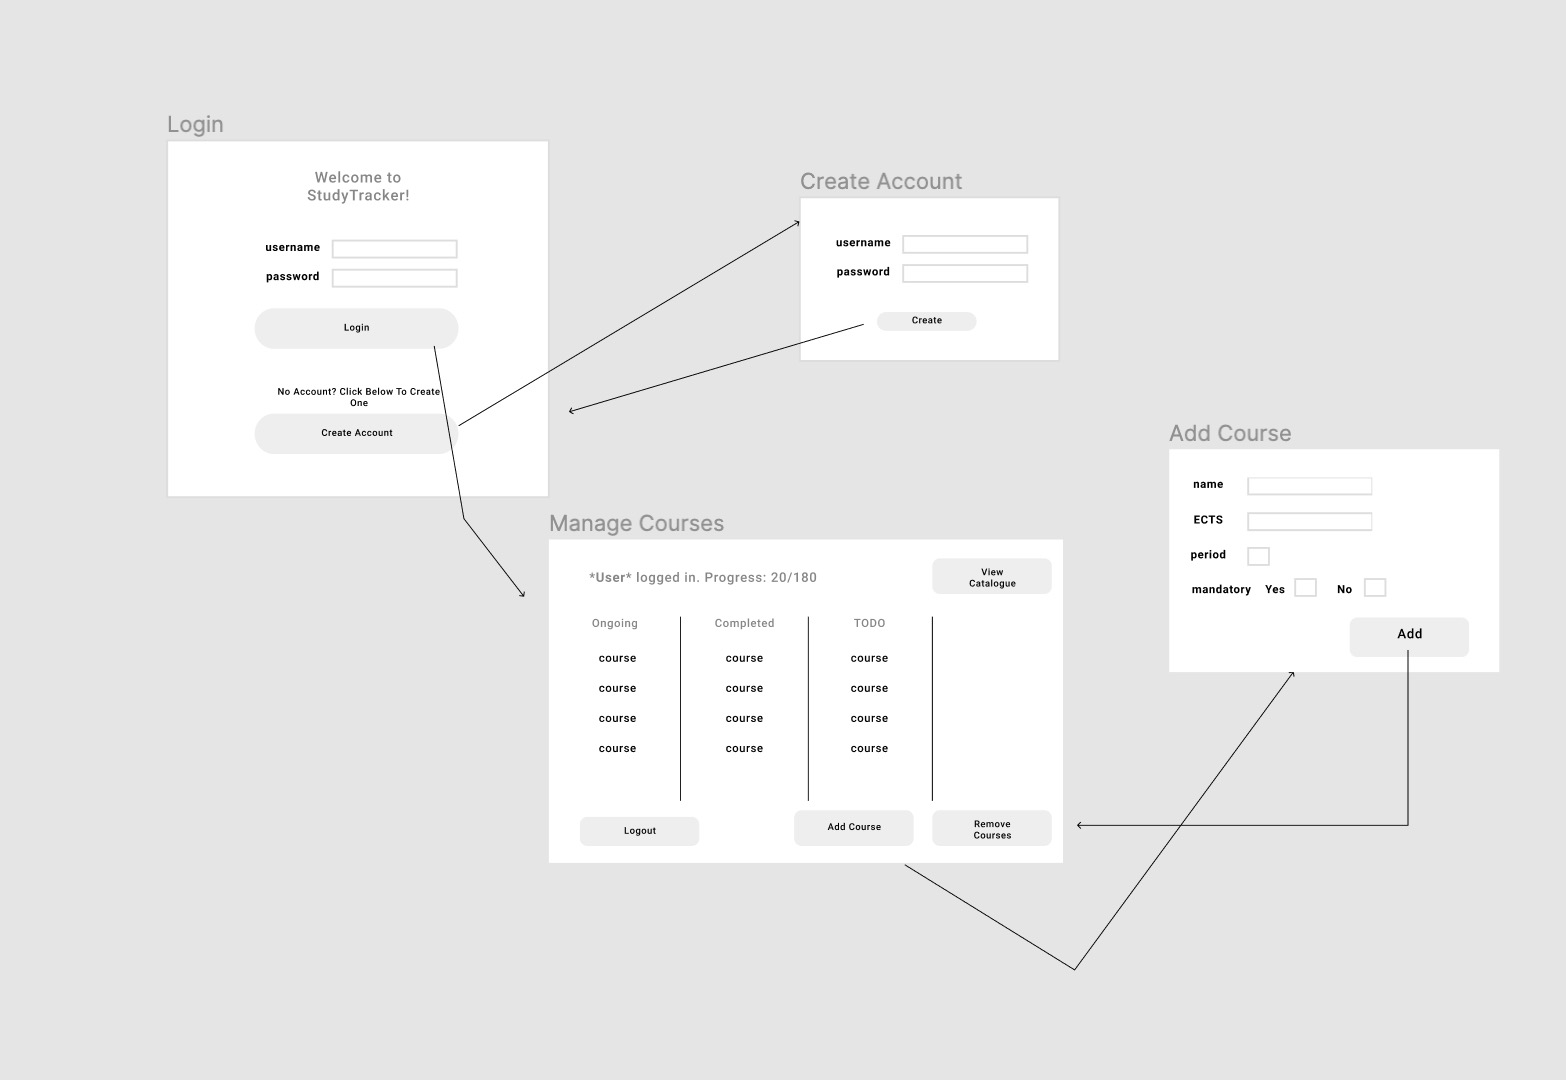 Login
Welcome to
StudyTracker!
username
password
Login
No Account? Click Below To Create
One
Create Account
Create Account
username
password
Create
Manage Courses
*User* logged in. Progress: 20/180
View
Catalogue
Ongoing Completed TODO
course course course
course course course
course course course
course course course
Logout
Add Course
Remove
Courses
Add Course
name
ECTS
period
mandatory Yes No
Add